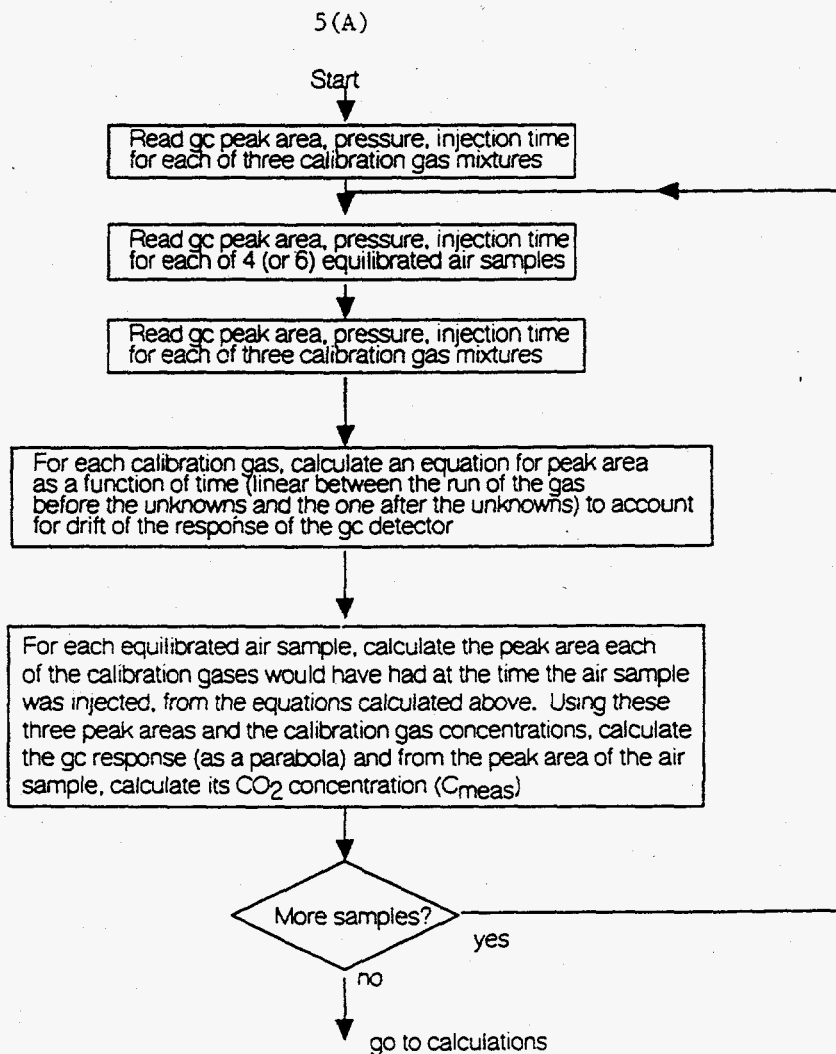 5(A)
Start
Read gc peak area, pressure, injection time
for each of three calibration gas mixtures
Read gc peak area, pressure, injection time
for each of 4 (or 6) equilibrated air samples
Read gc peak area, pressure, injection time
for each of three calibration gas mixtures
For each calibration gas, calculate an equation for peak area
as a function of time (linear between the run of the gas
before the unknowns and the one after the unknowns) to account
for drift of the response of the gc detector
For each equilibrated air sample, calculate the peak area each
of the calibration gases would have had at the time the air sample
was injected, from the equations calculated above. Using these
three peak areas and the calibration gas concentrations, calculate
the gc response (as a parabola) and from the peak area of the air
sample, calculate its CO2 concentration (Cmeas)
More samples?
yes
no
go to calculations